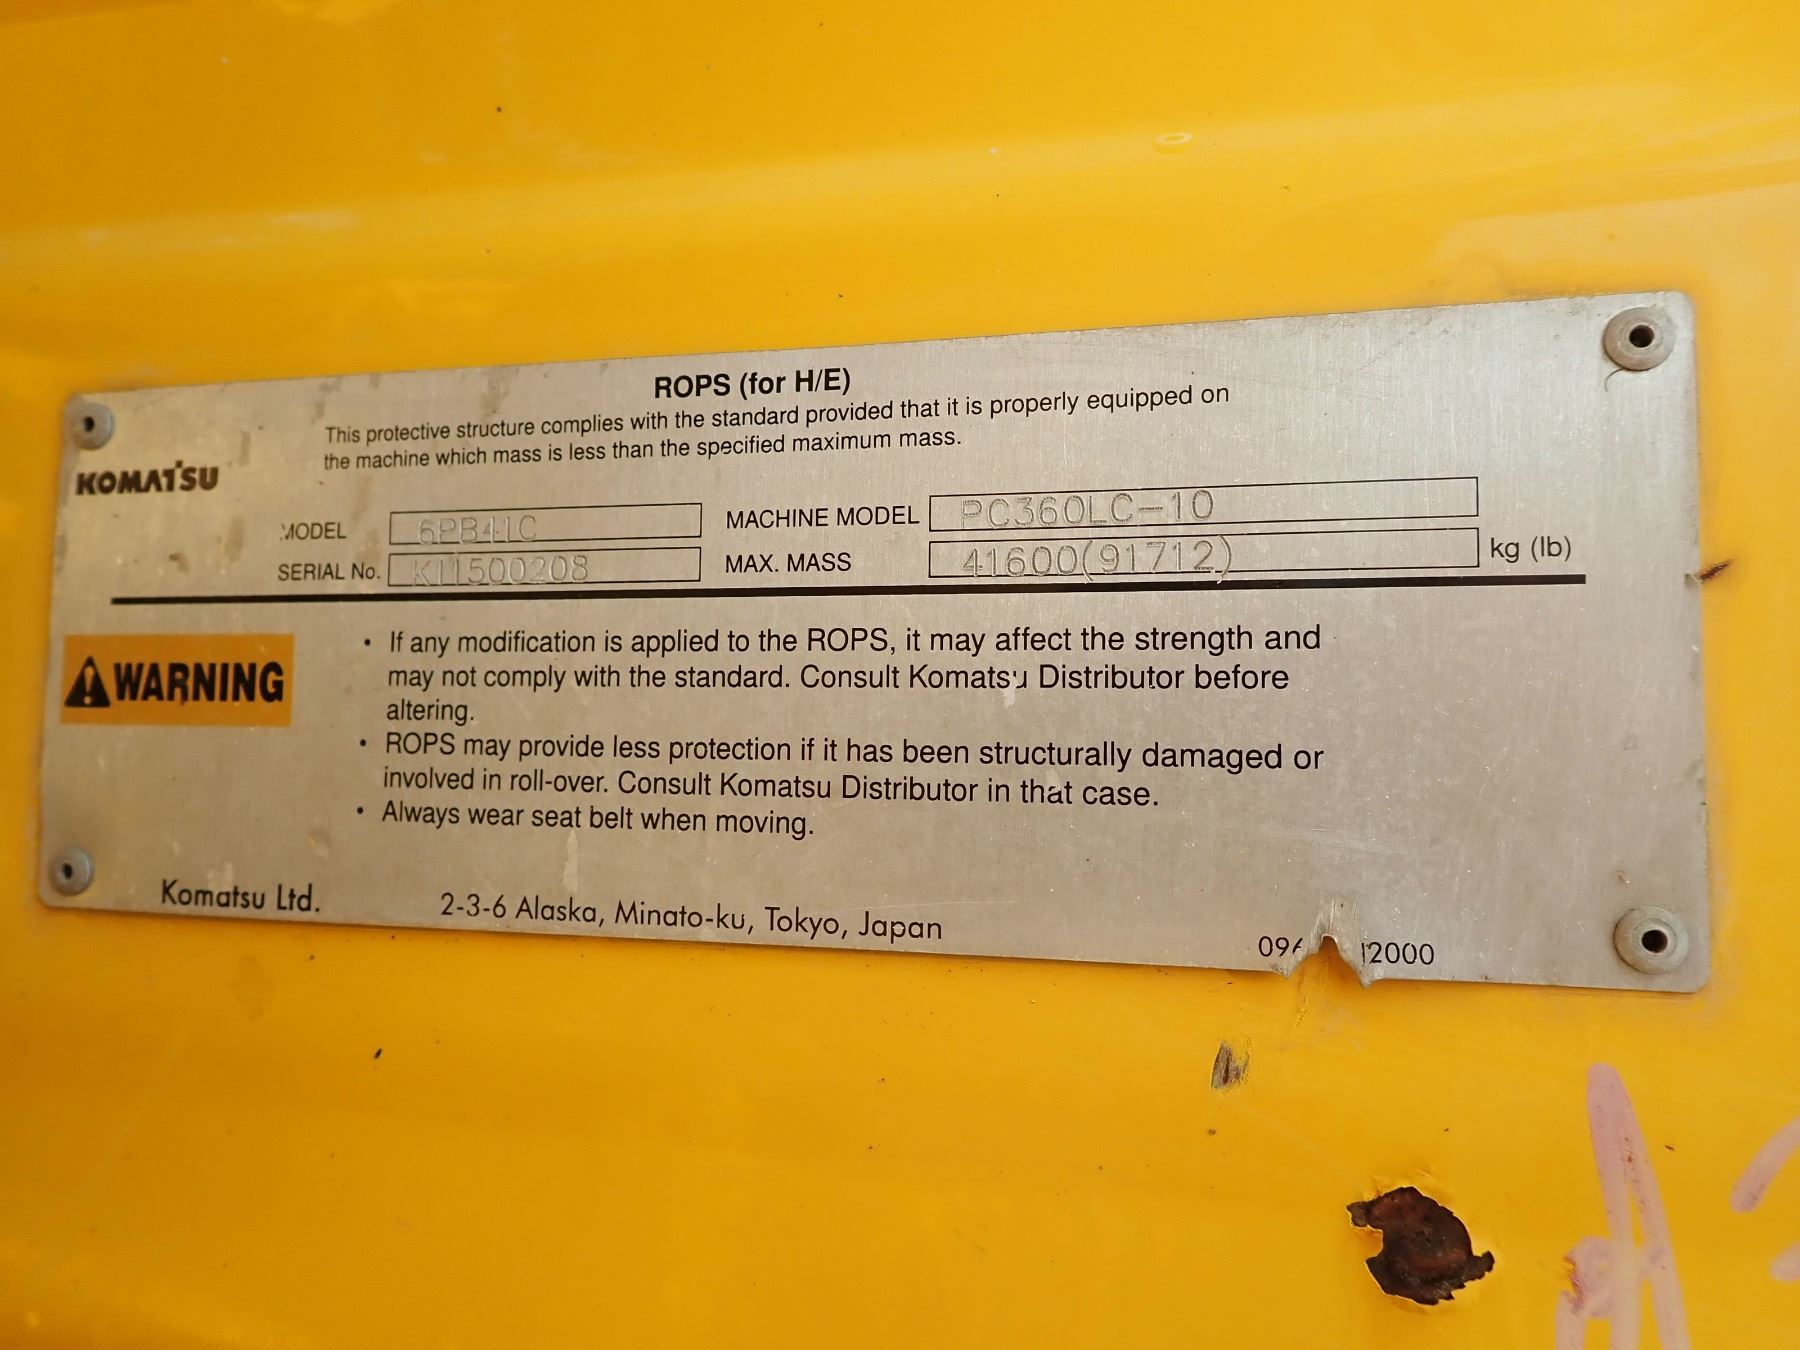 ROPS (for H/E)
This protective structure complies with the standard provided that it is properly equipped on
the machine which mass is less than the specified maximum mass.
KOMATSU
MODEL 6PB41C
MACHINE MODEL PC360LC-10
SERIAL No. K11500208
MAX. MASS 41600(91712) kg (lb)
WARNING
• If any modification is applied to the ROPS, it may affect the strength and
may not comply with the standard. Consult Komatsu Distributor before
altering.
• ROPS may provide less protection if it has been structurally damaged or
involved in roll-over. Consult Komatsu Distributor in that case.
• Always wear seat belt when moving.
Komatsu Ltd. 2-3-6 Alaska, Minato-ku, Tokyo, Japan